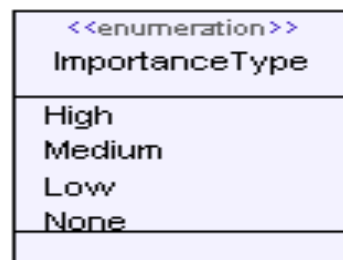 <<enumeration>>
ImportanceType
High
Medium
Low
None